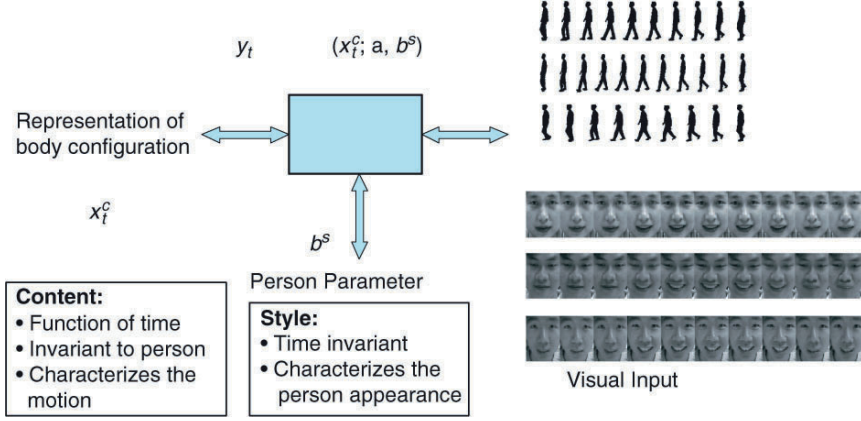 y_t (x_t^c; a, b^s)
Representation of
body configuration
x_t^c
b^s
Person Parameter
Content:
• Function of time
• Invariant to person
• Characterizes the
motion
Style:
• Time invariant
• Characterizes the
person appearance
Visual Input